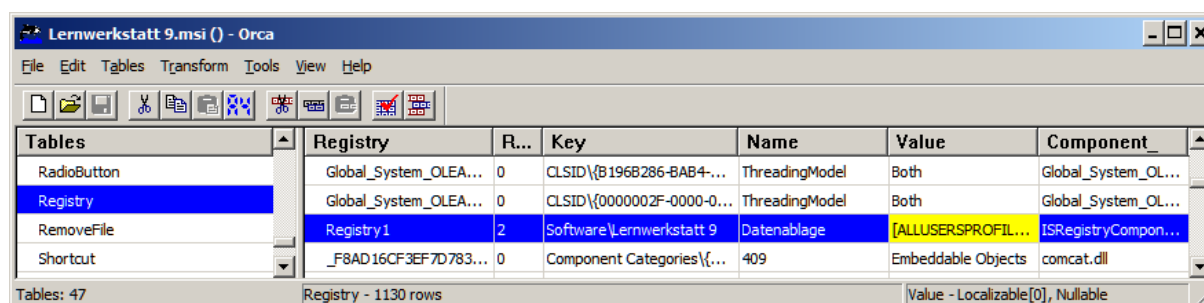 Lernwerkstatt 9.msi () - Orca
File Edit Tables Transform Tools View Help
Tables Registry R... Key Name Value Component_
RadioButton Global_System_OLEA... 0 CLSID\{B196B286-BAB4-... ThreadingModel Both Global_System_OL...
Registry Global_System_OLEA... 0 CLSID\{0000002F-0000-0... ThreadingModel Both Global_System_OL...
RemoveFile Registry1 2 Software\Lernwerkstatt 9 Datenablage [ALLUSERSPROFIL... ISRegistryCompon...
Shortcut _F8AD16CF3EF7D783... 0 Component Categories\{... 409 Embeddable Objects comcat.dll
Tables: 47 Registry - 1130 rows Value - Localizable[0], Nullable